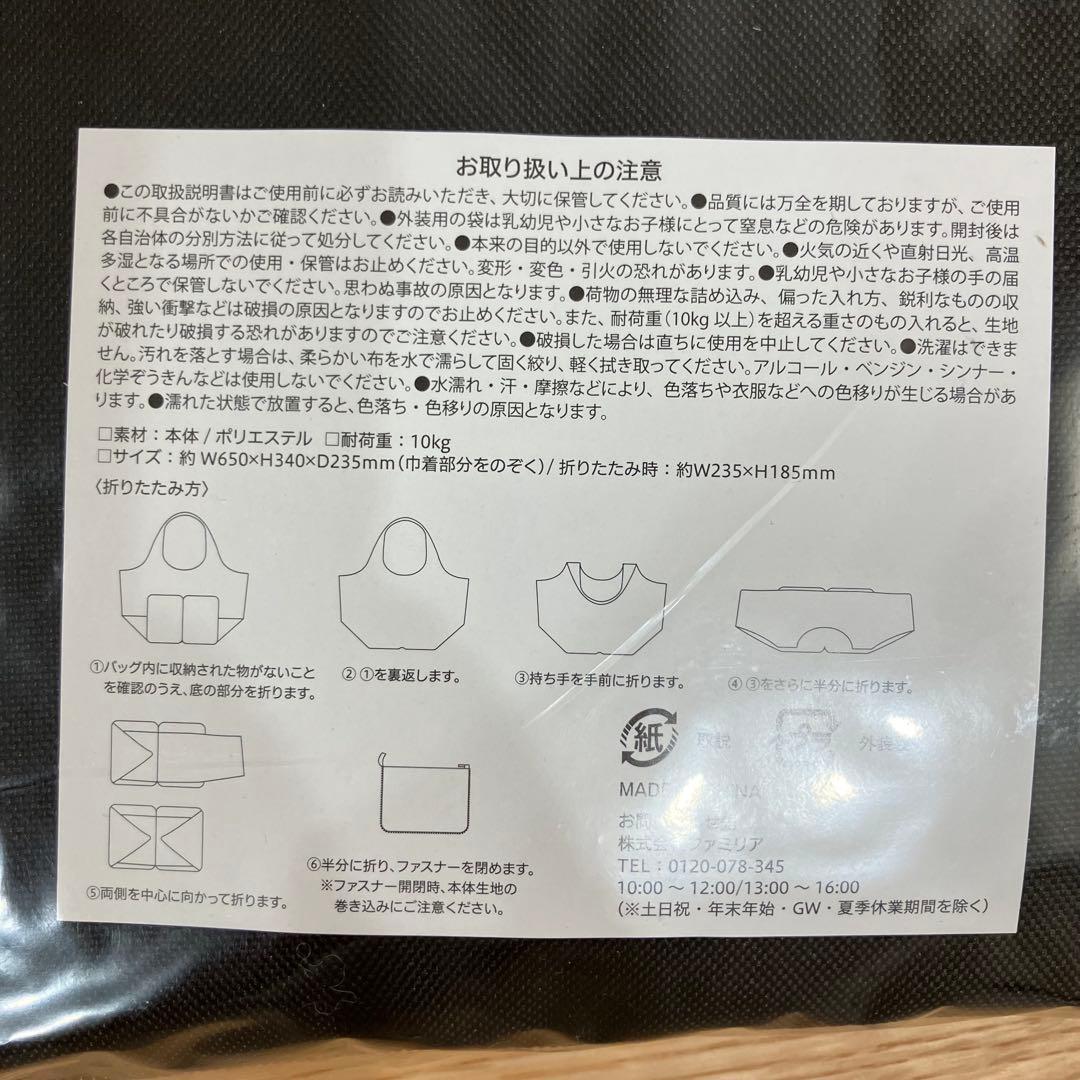 お取り扱い上の注意
●この取扱説明書はご使用前に必ずお読みいただき、大切に保管してください。●品質には万全を期しておりますが、ご使用
前に不具合がないかご確認ください。●外装用の袋は乳幼児や小さなお子様にとって窒息などの危険があります。開封後は
各自治体の分別方法に従って処分してください。●本来の目的以外で使用しないでください。●火気の近くや直射日光、高温
多湿となる場所での使用・保管はお止めください。変形・変色・引火の恐れがあります。●乳幼児や小さなお子様の手の届
くところで保管しないでください。思わぬ事故の原因となります。●荷物の無理な詰め込み、偏った入れ方、鋭利なものの収
納、強い衝撃などは破損の原因となりますのでお止めください。また、耐荷重(10kg以上)を超える重さのもの入れると、生地
が破れたり破損する恐れがありますのでご注意ください。●破損した場合は直ちに使用を中止してください。●洗濯はできま
せん。汚れを落とす場合は、柔らかい布を水で濡らして固く絞り、軽く拭き取ってください。アルコール・ベンジン・シンナー・
化学ぞうきんなどは使用しないでください。●水濡れ・汗・摩擦などにより、色落ちや衣服などへの色移りが生じる場合があ
ります。●濡れた状態で放置すると、色落ち・色移りの原因となります。
□素材:本体/ポリエステル □耐荷重:10kg
□サイズ:約W650×H340×D235mm(巾着部分をのぞく)/折りたたみ時:約W235×H185mm
〈折りたたみ方〉
①バッグ内に収納された物がないこと
を確認のうえ、底の部分を折ります。
②①を裏返します。
③持ち手を手前に折ります。
④③をさらに半分に折ります。
⑤両側を中心に向かって折ります。
⑥半分に折り、ファスナーを閉めます。
※ファスナー開閉時、本体生地の
巻き込みにご注意ください。
紙 取説 外装
MADE NA
お問 せ
株式会 ファミリア
TEL:0120-078-345
10:00～12:00/13:00～16:00
(※土日祝・年末年始・GW・夏季休業期間を除く)